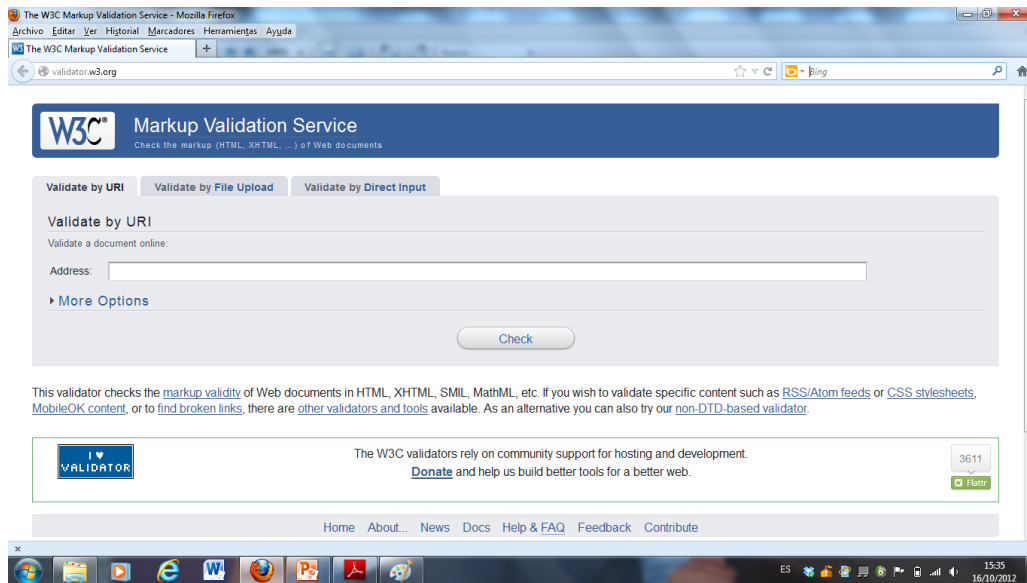 The W3C Markup Validation Service - Mozilla Firefox
Archivo Editar Ver Historial Marcadores Herramientas Ayuda
W3 The W3C Markup Validation Service +
validator.w3.org Bing
W3C® Markup Validation Service
Check the markup (HTML, XHTML, ...) of Web documents
Validate by URI Validate by File Upload Validate by Direct Input
Validate by URI
Validate a document online:
Address:
More Options
Check
This validator checks the markup validity of Web documents in HTML, XHTML, SMIL, MathML, etc. If you wish to validate specific content such as RSS/Atom feeds or CSS stylesheets,
MobileOK content, or to find broken links, there are other validators and tools available. As an alternative you can also try our non-DTD-based validator.
I ♥
VALIDATOR
The W3C validators rely on community support for hosting and development.
Donate and help us build better tools for a better web.
3611
Flattr
Home About... News Docs Help & FAQ Feedback Contribute
ES 15:35
16/10/2012